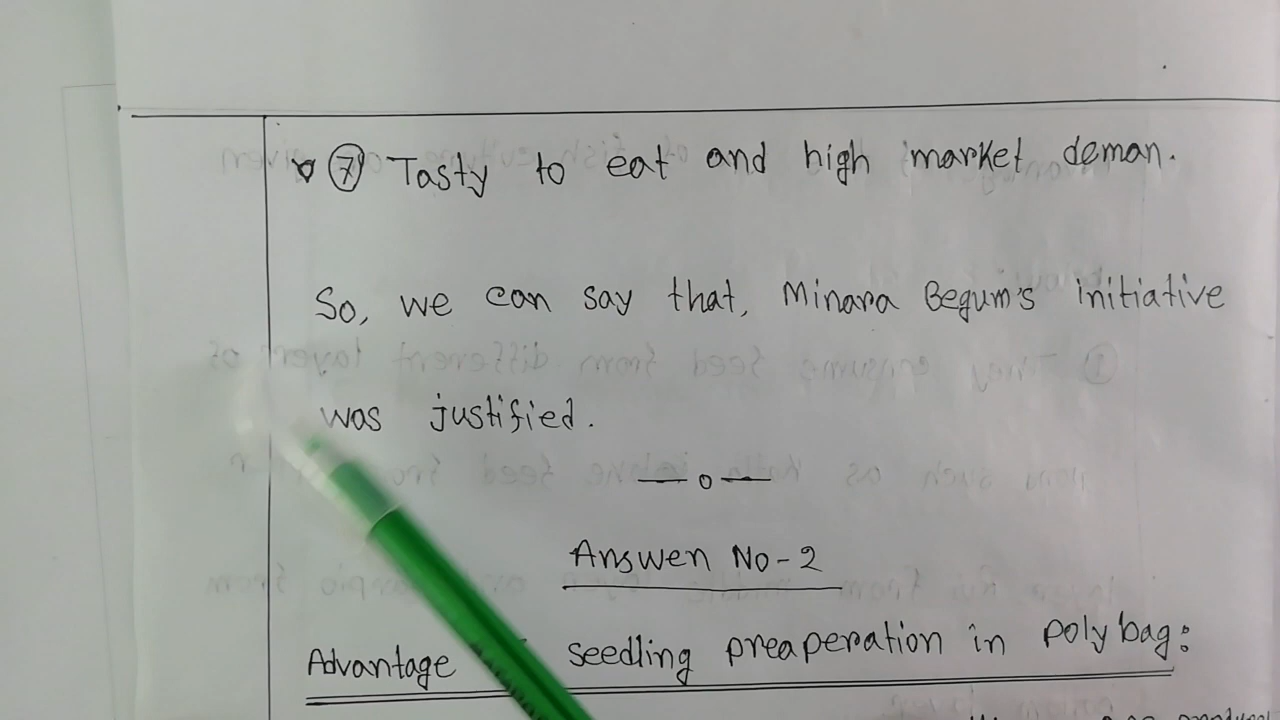 ⑦ Tasty to eat and high market deman.
So, we can say that, Minara Begum's initiative
was justified.
— o —
Answer No - 2
Advantage seedling preaperation in poly bag: